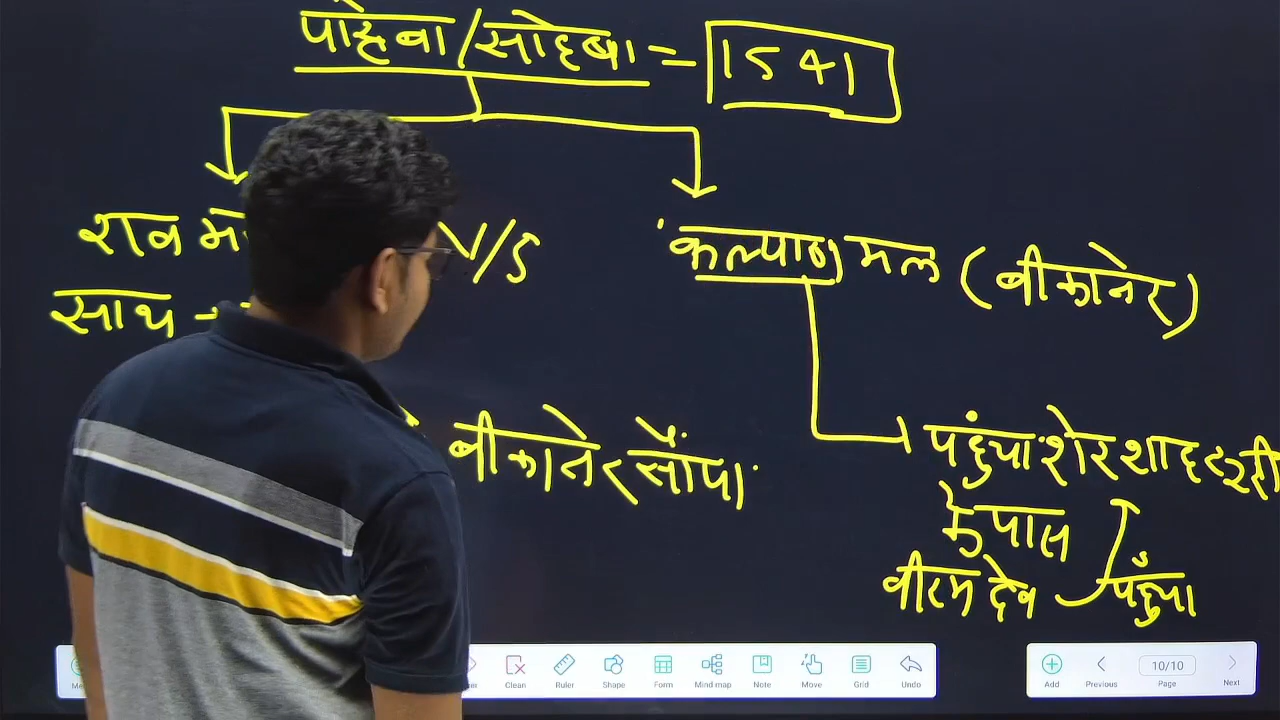 पाहेबा/साहेबा = 1541
राव म V/S कल्याण मल (बीकानेर)
साथ →
बीकानेर सौंपा
पहुंचा शेरशाह सूरी
के पास
वीरम देव पहुँचा
Clean Ruler Shape Form Mind map Note Move Grid Undo
Add Previous 10/10 Page Next